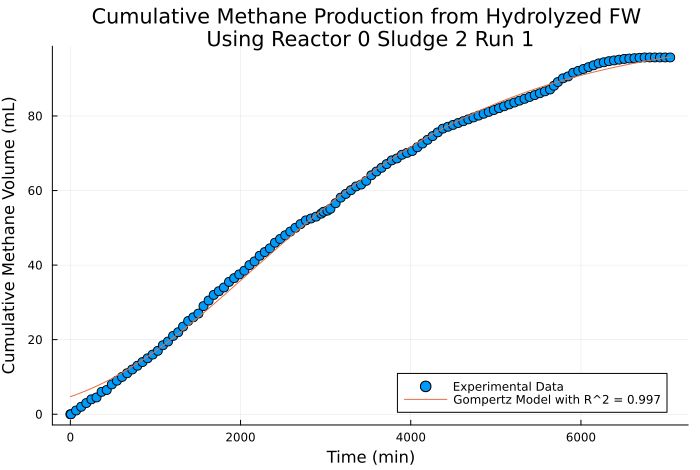 Cumulative Methane Production from Hydrolyzed FW
Using Reactor 0 Sludge 2 Run 1
Cumulative Methane Volume (mL)
80
60
40
20
0
Experimental Data
Gompertz Model with R^2 = 0.997
0
2000
4000
6000
Time (min)